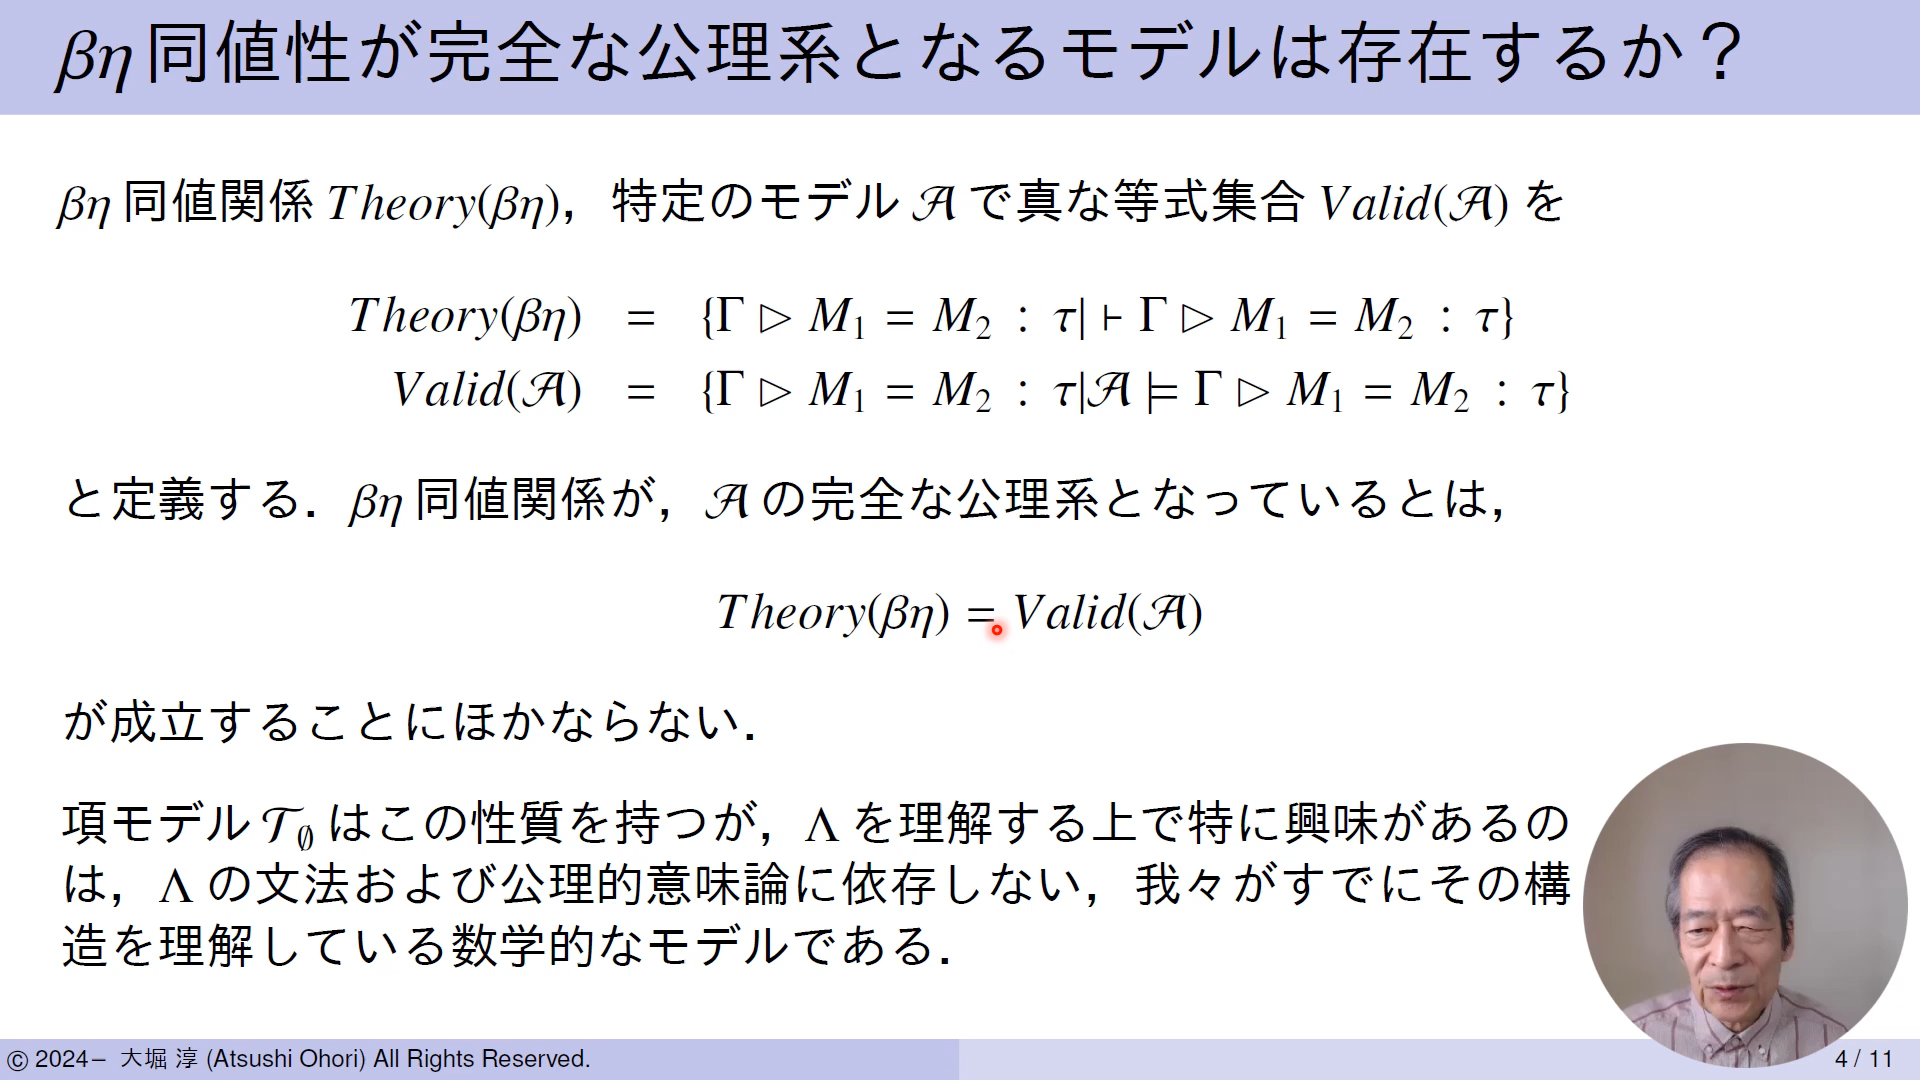 βη 同値性が完全な公理系となるモデルは存在するか？
βη 同値関係 Theory(βη)，特定のモデル 𝒜 で真な等式集合 Valid(𝒜) を
Theory(βη) = {Γ ▷ M₁ = M₂ : τ| ⊢ Γ ▷ M₁ = M₂ : τ}
Valid(𝒜) = {Γ ▷ M₁ = M₂ : τ|𝒜 ⊨ Γ ▷ M₁ = M₂ : τ}
と定義する．βη 同値関係が，𝒜 の完全な公理系となっているとは，
Theory(βη) = Valid(𝒜)
が成立することにほかならない．
項モデル 𝒯∅ はこの性質を持つが，Λ を理解する上で特に興味があるの
は，Λ の文法および公理的意味論に依存しない，我々がすでにその構
造を理解している数学的なモデルである．
© 2024− 大堀 淳 (Atsushi Ohori) All Rights Reserved.
4 / 11